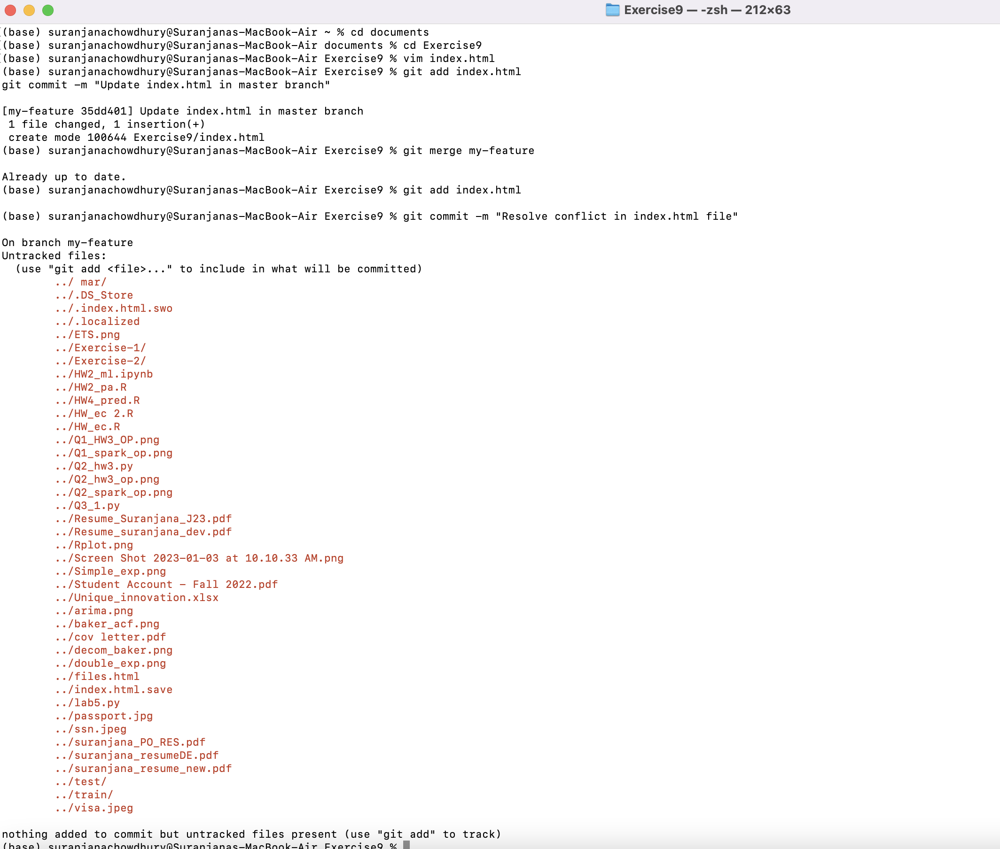 Exercise9 — -zsh — 212×63
(base) suranjanachowdhury@Suranjanas-MacBook-Air ~ % cd documents
(base) suranjanachowdhury@Suranjanas-MacBook-Air documents % cd Exercise9
(base) suranjanachowdhury@Suranjanas-MacBook-Air Exercise9 % vim index.html
(base) suranjanachowdhury@Suranjanas-MacBook-Air Exercise9 % git add index.html
git commit -m "Update index.html in master branch"
[my-feature 35dd401] Update index.html in master branch
1 file changed, 1 insertion(+)
create mode 100644 Exercise9/index.html
(base) suranjanachowdhury@Suranjanas-MacBook-Air Exercise9 % git merge my-feature
Already up to date.
(base) suranjanachowdhury@Suranjanas-MacBook-Air Exercise9 % git add index.html
(base) suranjanachowdhury@Suranjanas-MacBook-Air Exercise9 % git commit -m "Resolve conflict in index.html file"
On branch my-feature
Untracked files:
(use "git add <file>..." to include in what will be committed)
../ mar/
../.DS_Store
../.index.html.swo
../.localized
../ETS.png
../Exercise-1/
../Exercise-2/
../HW2_ml.ipynb
../HW2_pa.R
../HW4_pred.R
../HW_ec 2.R
../HW_ec.R
../Q1_HW3_OP.png
../Q1_spark_op.png
../Q2_hw3.py
../Q2_hw3_op.png
../Q2_spark_op.png
../Q3_1.py
../Resume_Suranjana_J23.pdf
../Resume_suranjana_dev.pdf
../Rplot.png
../Screen Shot 2023-01-03 at 10.10.33 AM.png
../Simple_exp.png
../Student Account - Fall 2022.pdf
../Unique_innovation.xlsx
../arima.png
../baker_acf.png
../cov letter.pdf
../decom_baker.png
../double_exp.png
../files.html
../index.html.save
../lab5.py
../passport.jpg
../ssn.jpeg
../suranjana_PO_RES.pdf
../suranjana_resumeDE.pdf
../suranjana_resume_new.pdf
../test/
../train/
../visa.jpeg
nothing added to commit but untracked files present (use "git add" to track)
(base) suranjanachowdhury@Suranjanas-MacBook-Air Exercise9 %